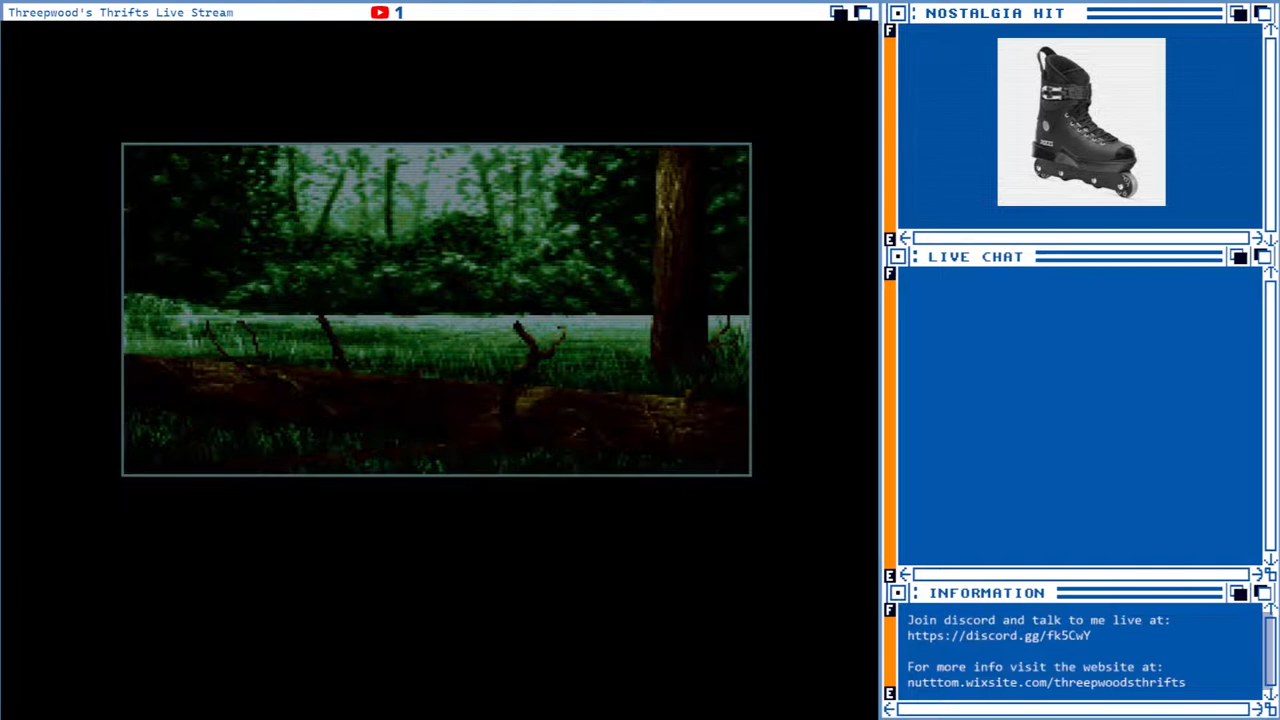 Threepwood's Thrifts Live Stream
1
NOSTALGIA HIT
F
E
LIVE CHAT
F
E
INFORMATION
F
Join discord and talk to me live at:
https://discord.gg/fk5CwY
For more info visit the website at:
nutttom.wixsite.com/threepwoodsthrifts
E